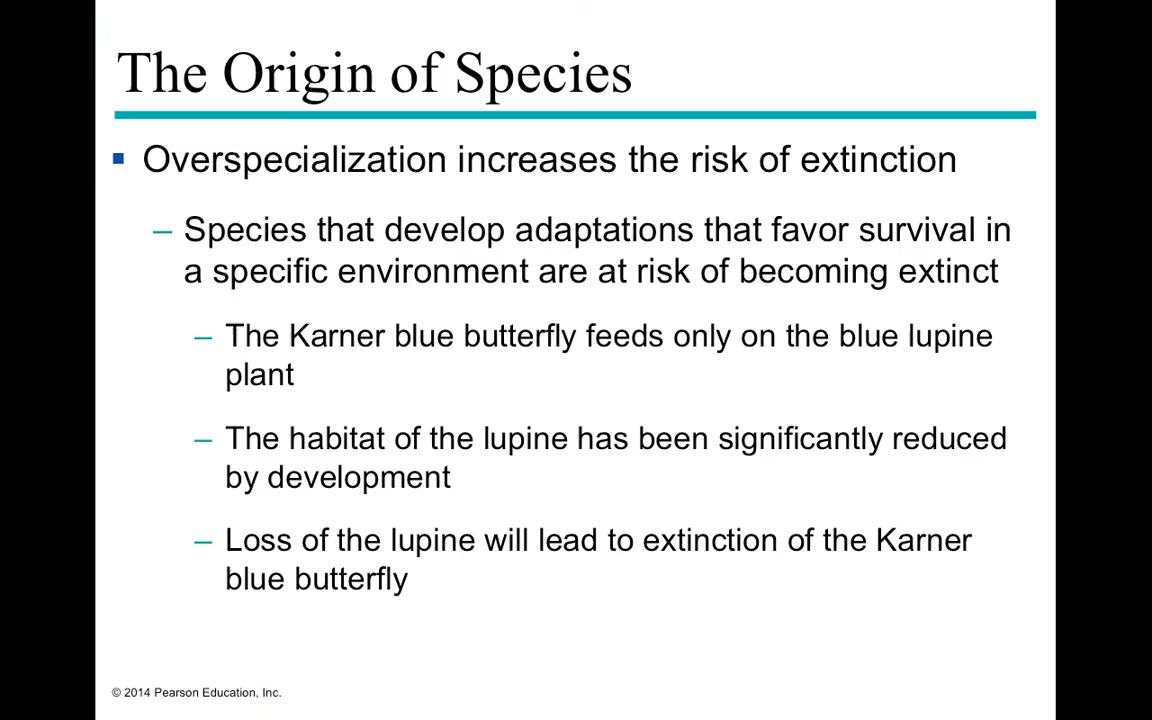 The Origin of Species
▪ Overspecialization increases the risk of extinction
– Species that develop adaptations that favor survival in
a specific environment are at risk of becoming extinct
– The Karner blue butterfly feeds only on the blue lupine
plant
– The habitat of the lupine has been significantly reduced
by development
– Loss of the lupine will lead to extinction of the Karner
blue butterfly
© 2014 Pearson Education, Inc.